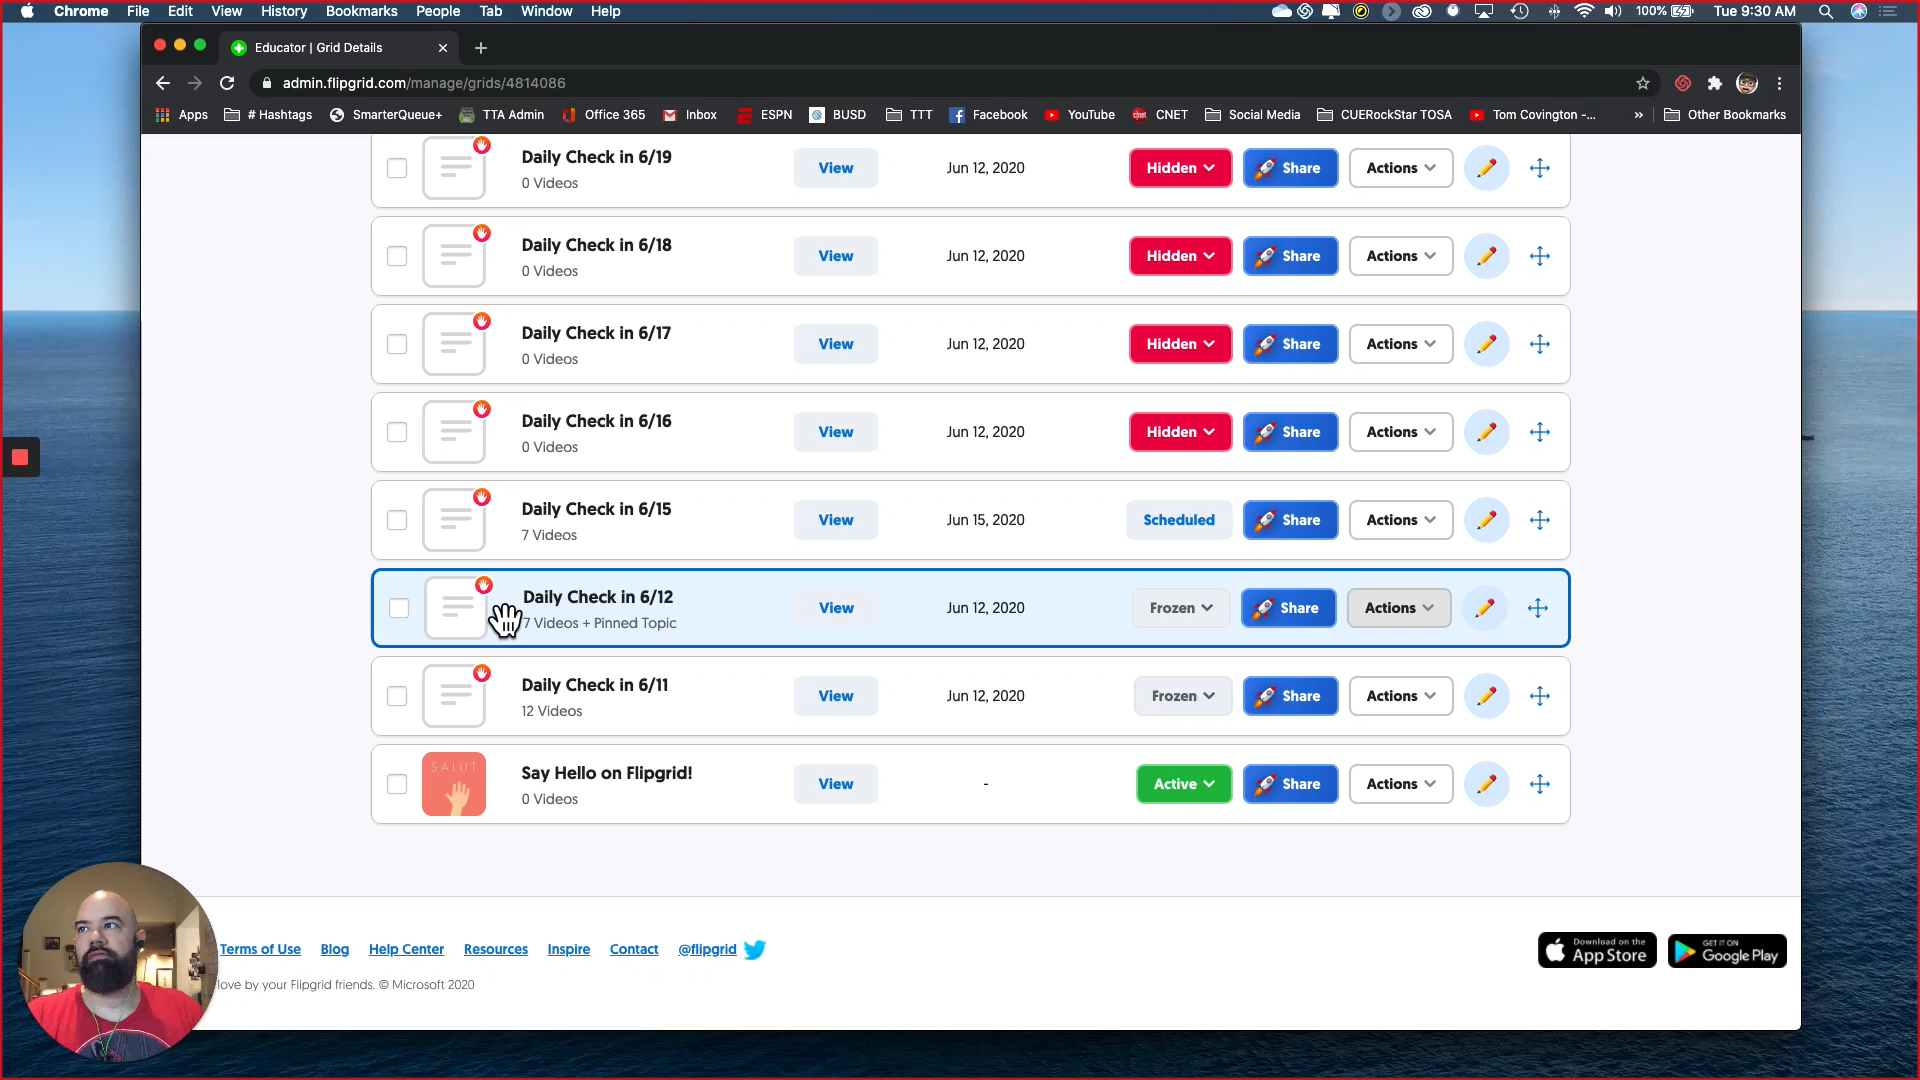 Chrome File Edit View History Bookmarks People Tab Window Help 100% Tue 9:30 AM
Educator | Grid Details
admin.flipgrid.com/manage/grids/4814086
Apps # Hashtags SmarterQueue+ TTA Admin Office 365 Inbox ESPN BUSD TTT Facebook YouTube CNET Social Media CUERockStar TOSA Tom Covington -... » Other Bookmarks
Daily Check in 6/19
0 Videos
View Jun 12, 2020 Hidden Share Actions
Daily Check in 6/18
0 Videos
View Jun 12, 2020 Hidden Share Actions
Daily Check in 6/17
0 Videos
View Jun 12, 2020 Hidden Share Actions
Daily Check in 6/16
0 Videos
View Jun 12, 2020 Hidden Share Actions
Daily Check in 6/15
7 Videos
View Jun 15, 2020 Scheduled Share Actions
Daily Check in 6/12
7 Videos + Pinned Topic
View Jun 12, 2020 Frozen Share Actions
Daily Check in 6/11
12 Videos
View Jun 12, 2020 Frozen Share Actions
SALUT
Say Hello on Flipgrid!
0 Videos
View - Active Share Actions
Terms of Use Blog Help Center Resources Inspire Contact @flipgrid
Download on the App Store
GET IT ON Google Play
love by your Flipgrid friends. © Microsoft 2020